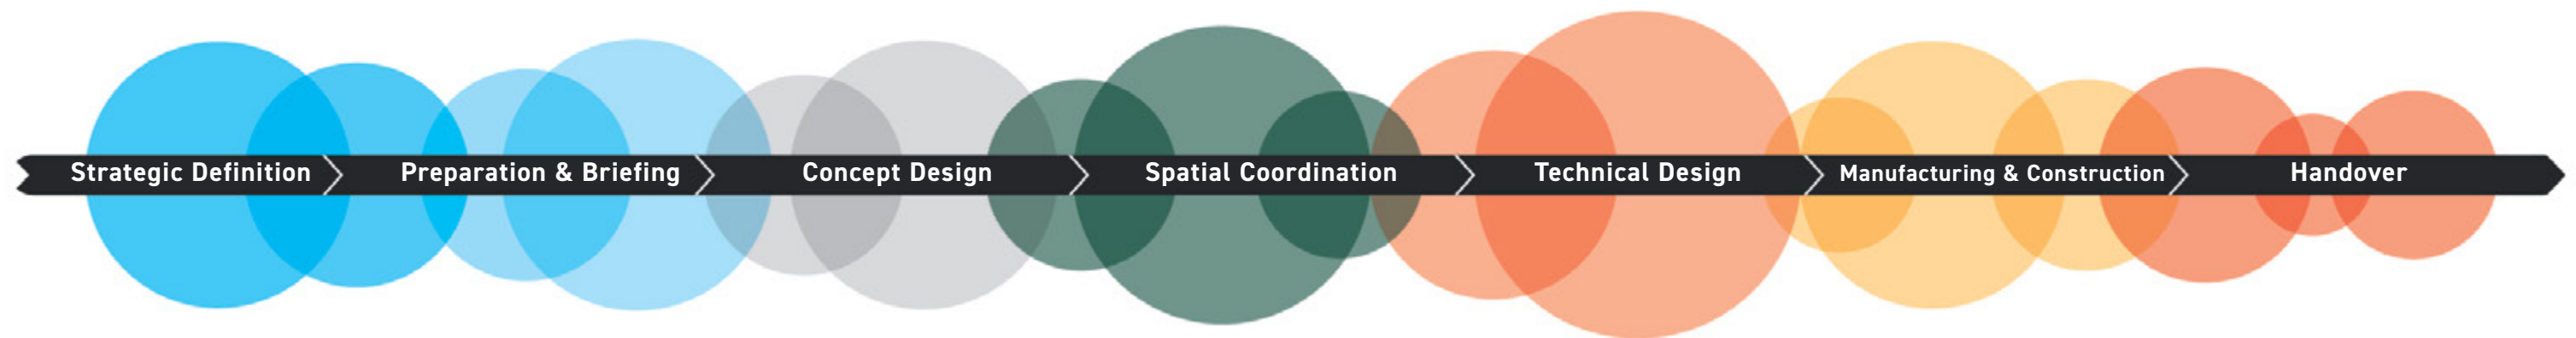 Strategic Definition
Preparation & Briefing
Concept Design
Spatial Coordination
Technical Design
Manufacturing & Construction
Handover